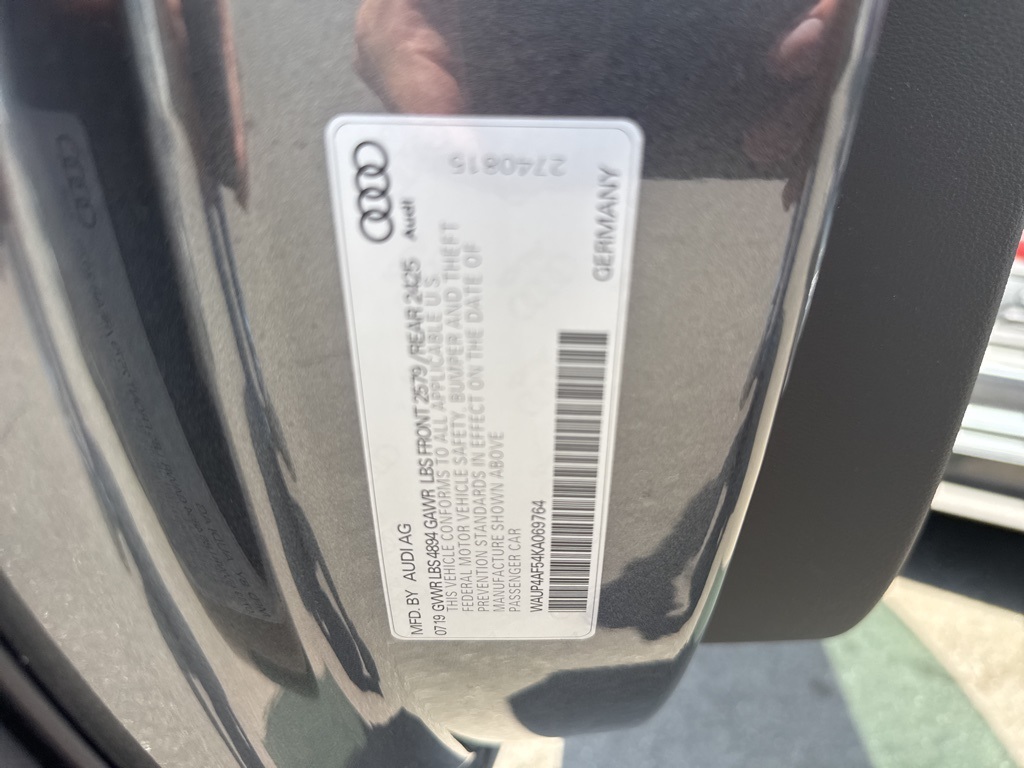 Audi
2740815
MFD. BY AUDI AG
0719 GVWR LBS 4894 GAWR LBS FRONT 2579 / REAR 2425
THIS VEHICLE CONFORMS TO ALL APPLICABLE U.S.
FEDERAL MOTOR VEHICLE SAFETY, BUMPER AND THEFT
PREVENTION STANDARDS IN EFFECT ON THE DATE OF
MANUFACTURE SHOWN ABOVE
PASSENGER CAR
WAUP4AF54KA069764
GERMANY